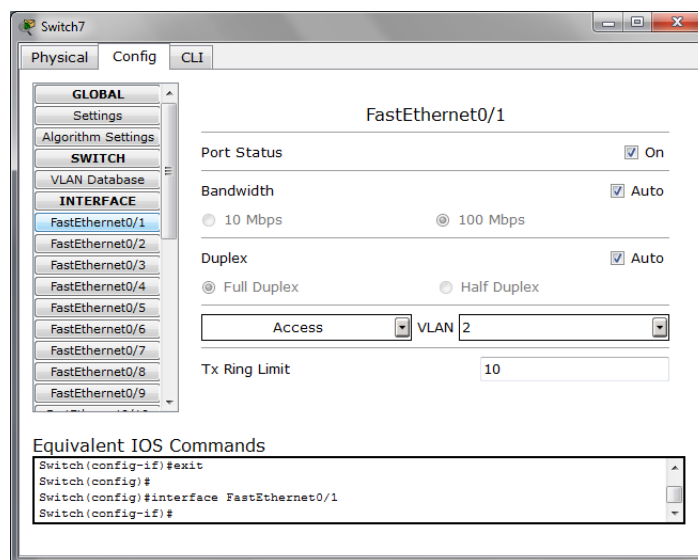 Switch7
Physical Config CLI
GLOBAL
Settings
Algorithm Settings
SWITCH
VLAN Database
INTERFACE
FastEthernet0/1
FastEthernet0/2
FastEthernet0/3
FastEthernet0/4
FastEthernet0/5
FastEthernet0/6
FastEthernet0/7
FastEthernet0/8
FastEthernet0/9
FastEthernet0/1
Port Status On
Bandwidth Auto
10 Mbps 100 Mbps
Duplex Auto
Full Duplex Half Duplex
Access VLAN 2
Tx Ring Limit 10
Equivalent IOS Commands
Switch(config-if)#exit
Switch(config)#
Switch(config)#interface FastEthernet0/1
Switch(config-if)#